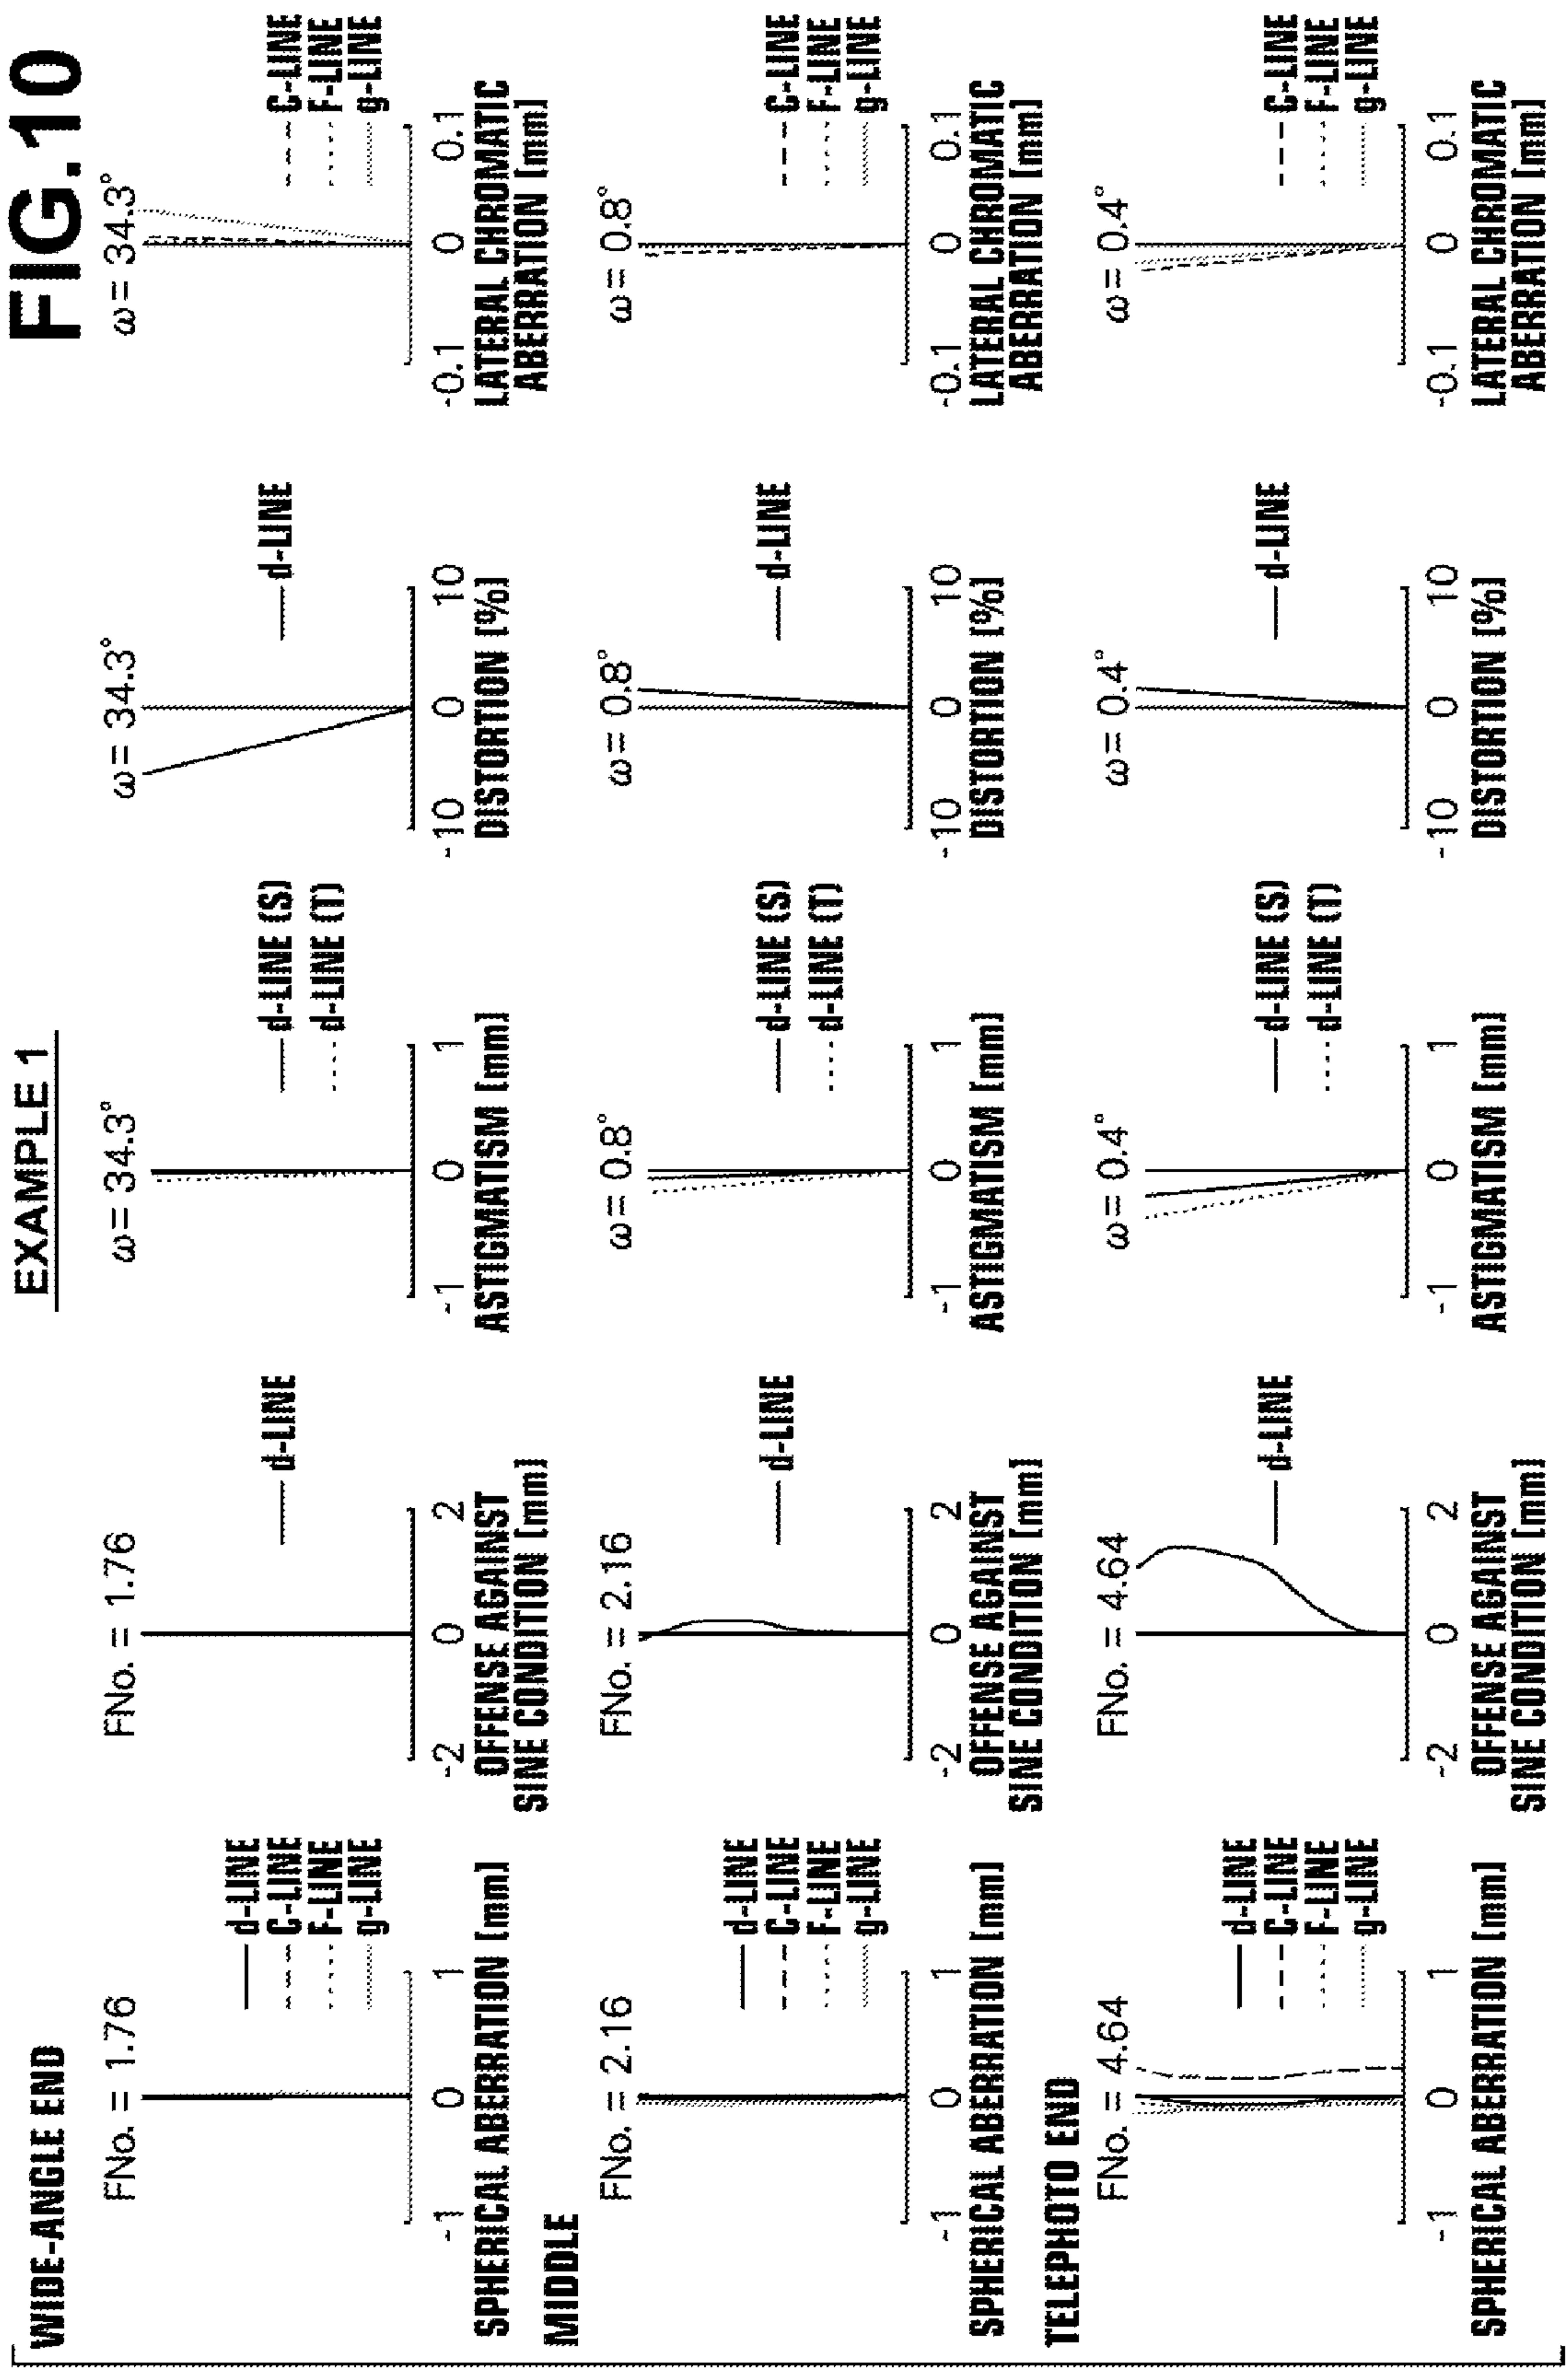 FIG.10
EXAMPLE 1
WIDE-ANGLE END
FNo. = 1.76
d-LINE
C-LINE
F-LINE
g-LINE
-1 0 1
SPHERICAL ABERRATION [mm]
FNo. = 1.76
d-LINE
-2 0 2
OFFENSE AGAINST
SINE CONDITION [mm]
ω= 34.3°
d-LINE (S)
d-LINE (T)
-1 0 1
ASTIGMATISM [mm]
ω= 34.3°
d-LINE
-10 0 10
DISTORTION [%]
ω= 34.3°
C-LINE
F-LINE
g-LINE
-0.1 0 0.1
LATERAL CHROMATIC
ABERRATION [mm]
MIDDLE
FNo. = 2.16
d-LINE
C-LINE
F-LINE
g-LINE
-1 0 1
SPHERICAL ABERRATION [mm]
FNo. = 2.16
d-LINE
-2 0 2
OFFENSE AGAINST
SINE CONDITION [mm]
ω= 0.8°
d-LINE (S)
d-LINE (T)
-1 0 1
ASTIGMATISM [mm]
ω= 0.8°
d-LINE
-10 0 10
DISTORTION [%]
ω= 0.8°
C-LINE
F-LINE
g-LINE
-0.1 0 0.1
LATERAL CHROMATIC
ABERRATION [mm]
TELEPHOTO END
FNo. = 4.64
d-LINE
C-LINE
F-LINE
g-LINE
-1 0 1
SPHERICAL ABERRATION [mm]
FNo. = 4.64
d-LINE
-2 0 2
OFFENSE AGAINST
SINE CONDITION [mm]
ω= 0.4°
d-LINE (S)
d-LINE (T)
-1 0 1
ASTIGMATISM [mm]
ω= 0.4°
d-LINE
-10 0 10
DISTORTION [%]
ω= 0.4°
C-LINE
F-LINE
g-LINE
-0.1 0 0.1
LATERAL CHROMATIC
ABERRATION [mm]